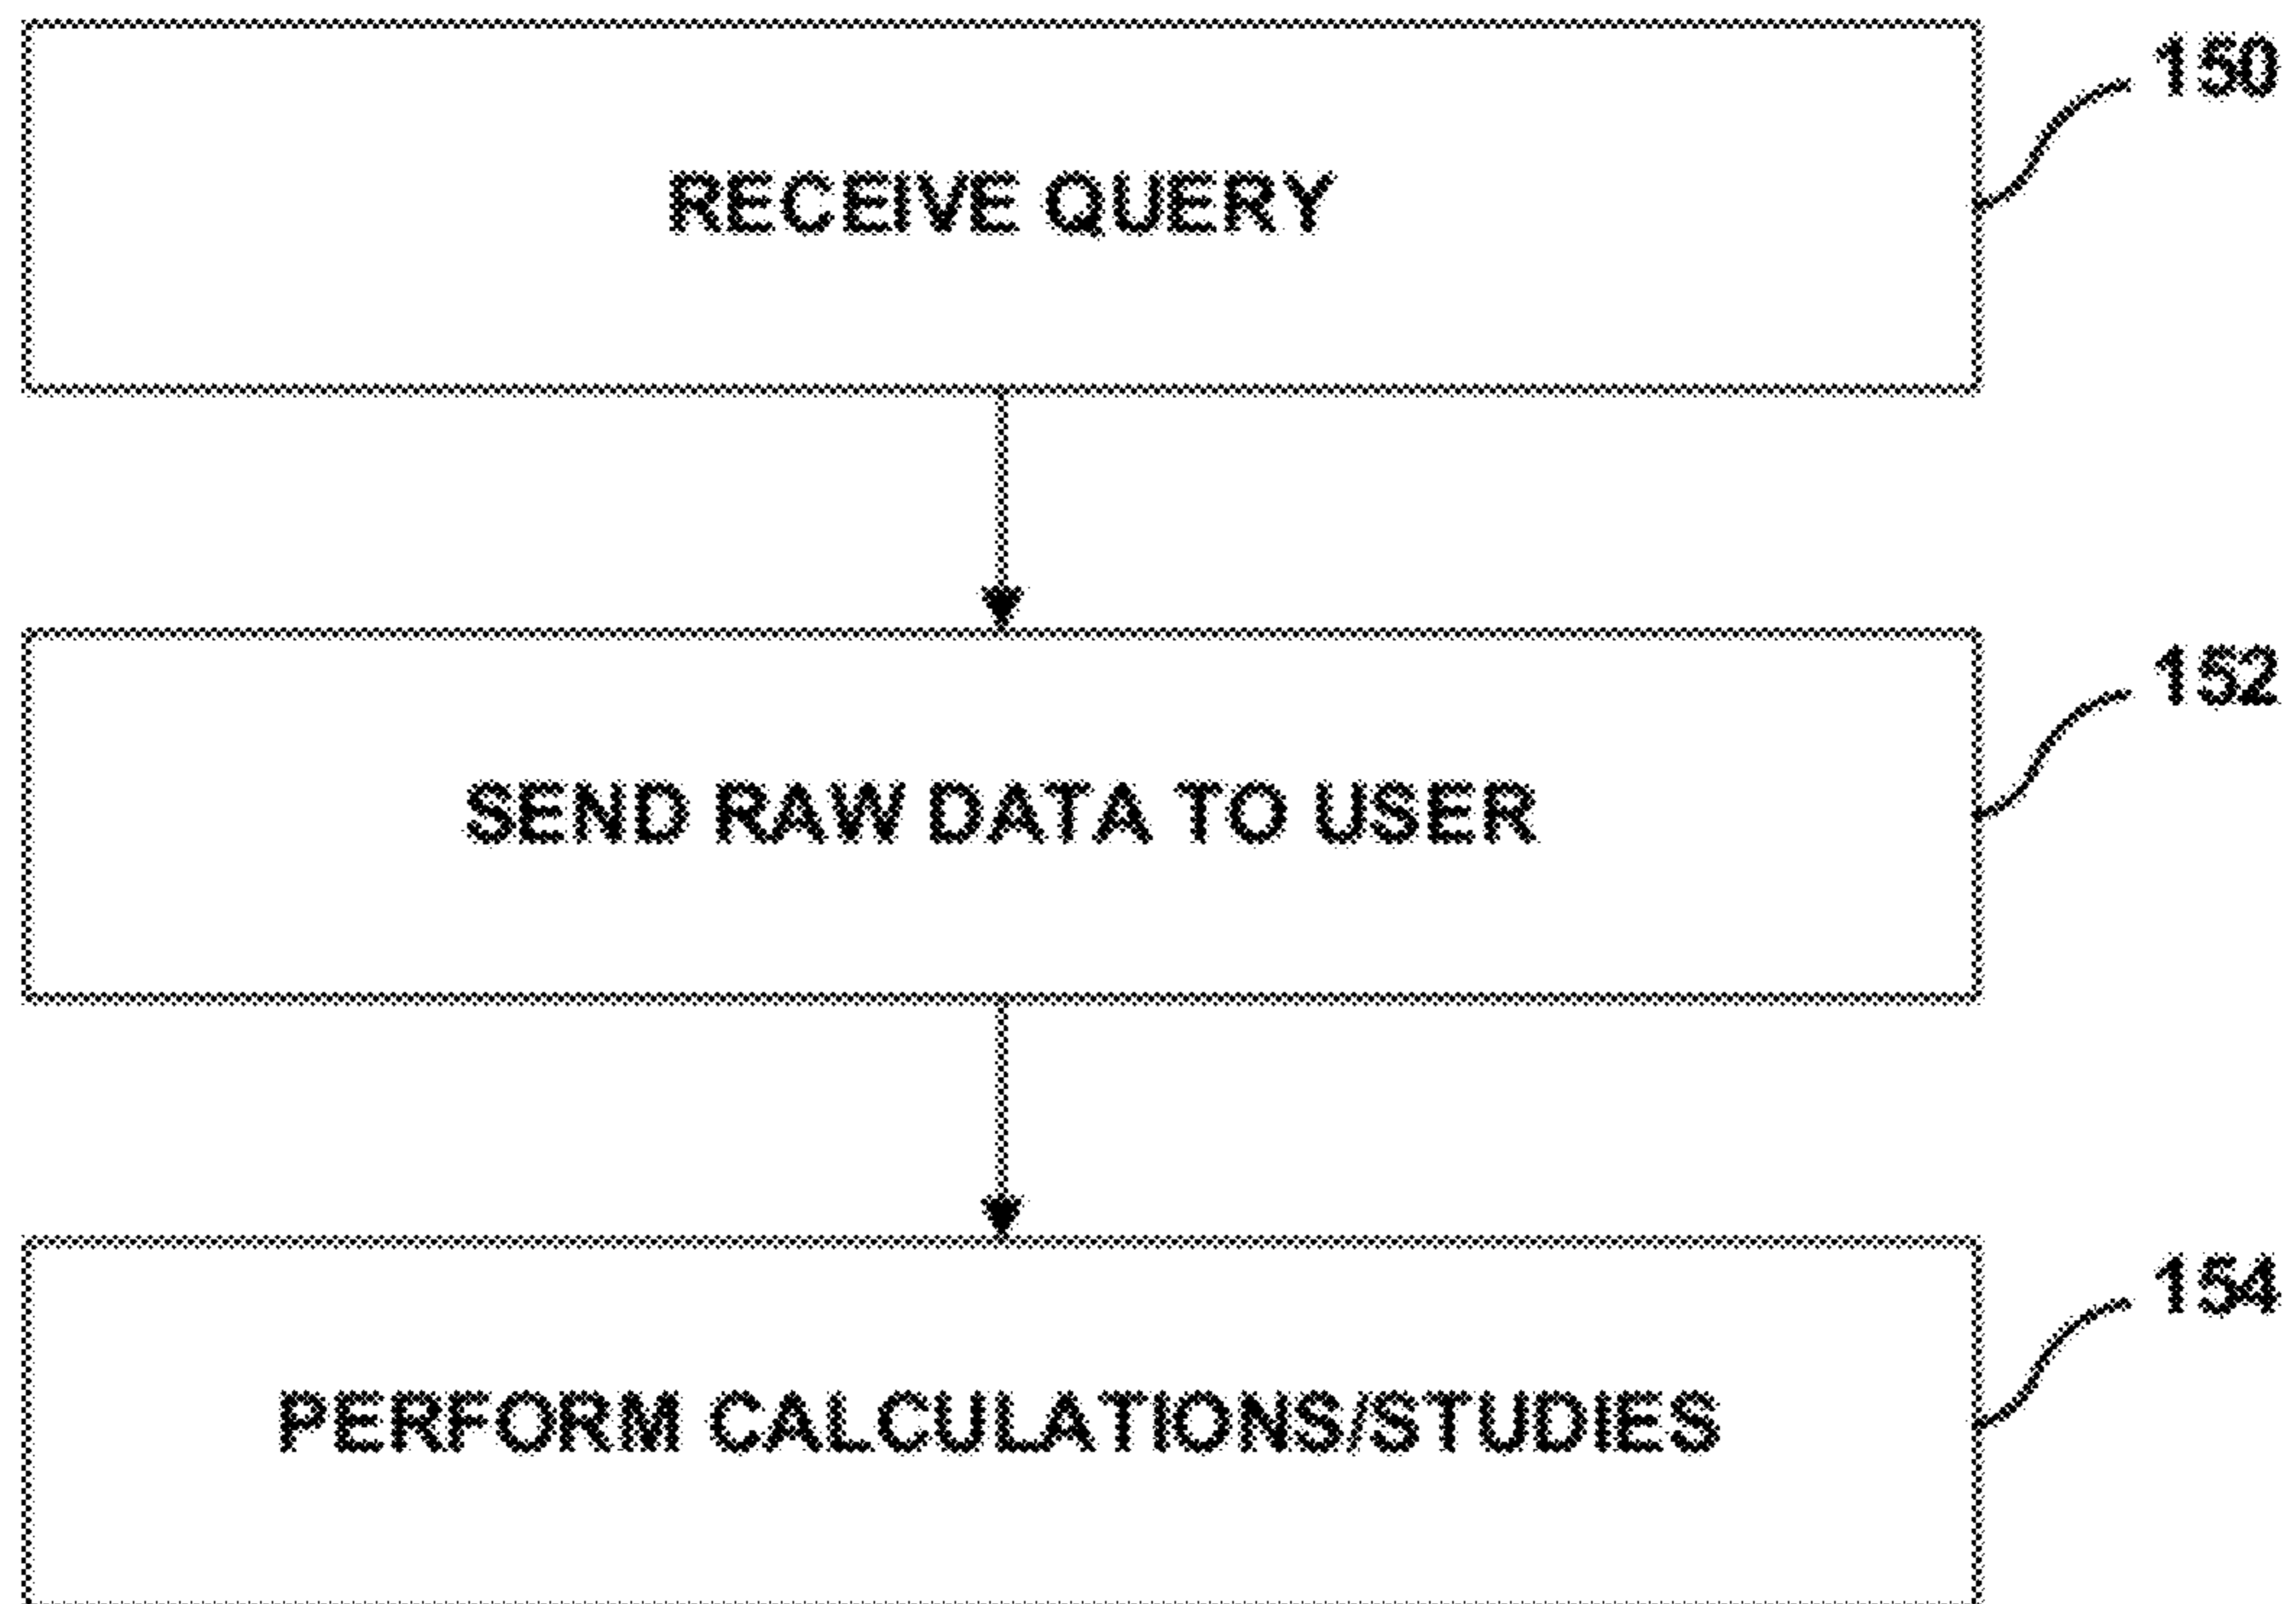 150
RECEIVE QUERY
152
SEND RAW DATA TO USER
154
PERFORM CALCULATIONS/STUDIES